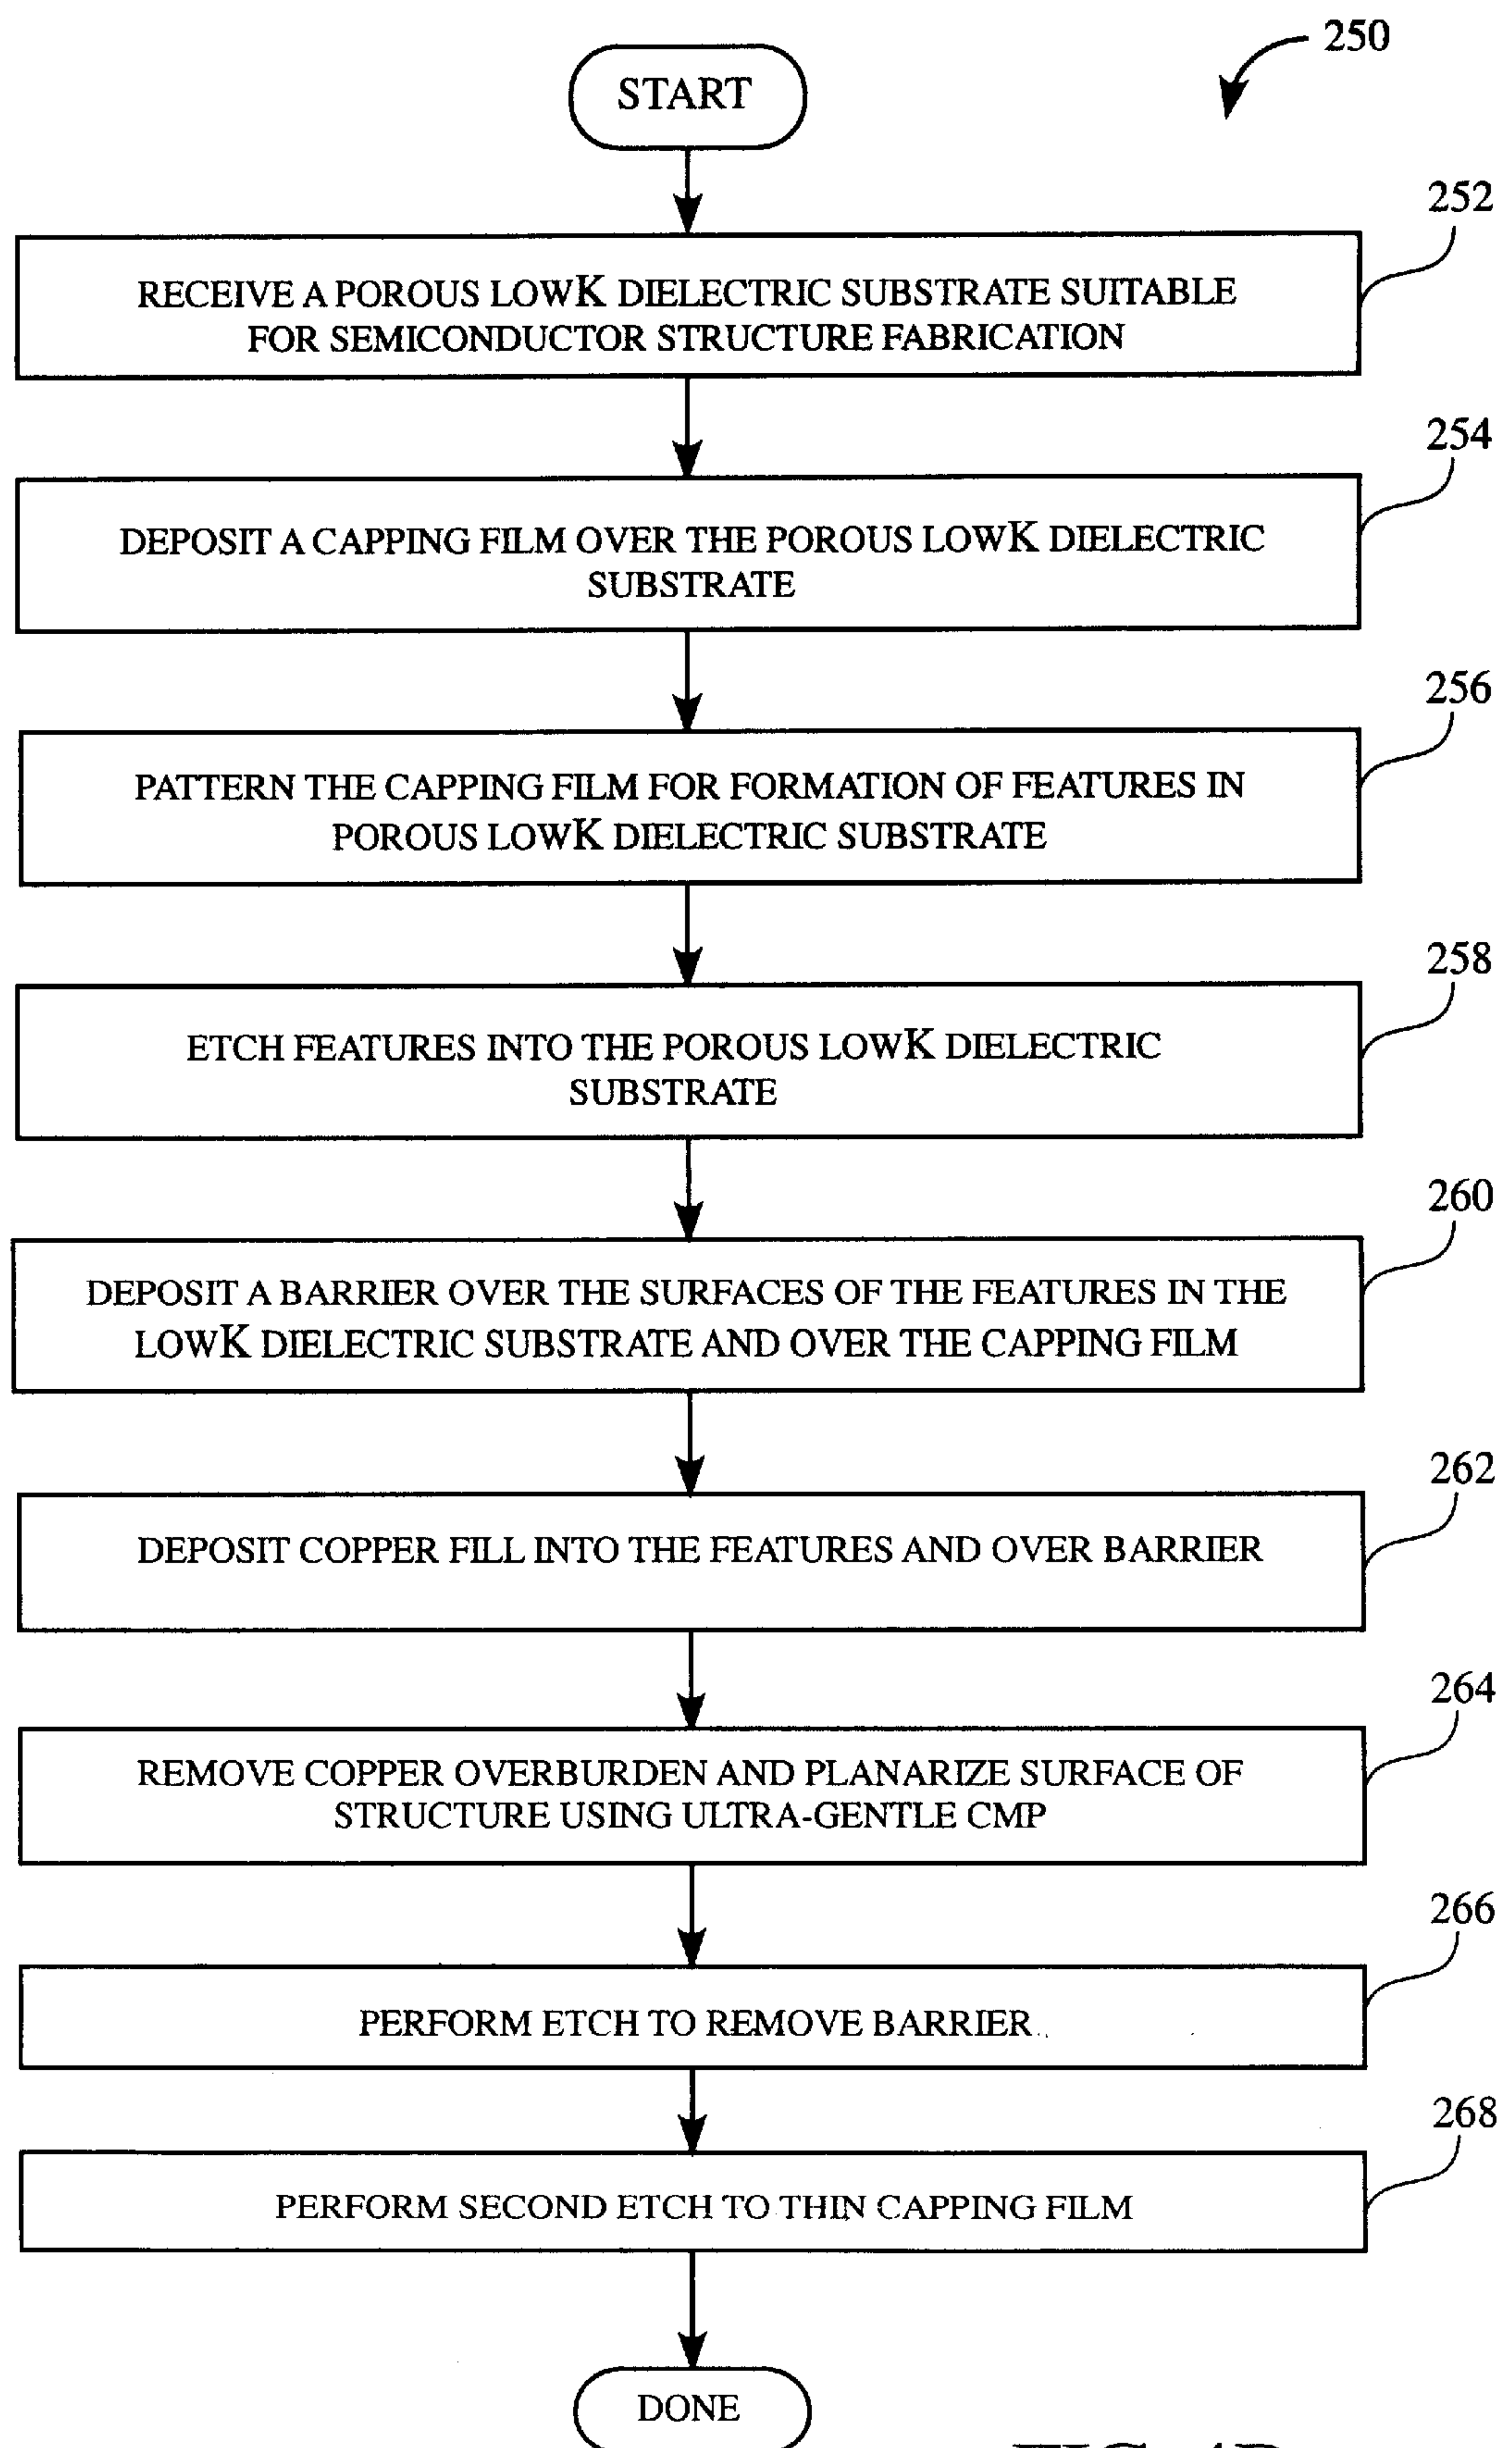 250
START
252
RECEIVE A POROUS LOWK DIELECTRIC SUBSTRATE SUITABLE
FOR SEMICONDUCTOR STRUCTURE FABRICATION
254
DEPOSIT A CAPPING FILM OVER THE POROUS LOWK DIELECTRIC
SUBSTRATE
256
PATTERN THE CAPPING FILM FOR FORMATION OF FEATURES IN
POROUS LOWK DIELECTRIC SUBSTRATE
258
ETCH FEATURES INTO THE POROUS LOWK DIELECTRIC
SUBSTRATE
260
DEPOSIT A BARRIER OVER THE SURFACES OF THE FEATURES IN THE
LOWK DIELECTRIC SUBSTRATE AND OVER THE CAPPING FILM
262
DEPOSIT COPPER FILL INTO THE FEATURES AND OVER BARRIER
264
REMOVE COPPER OVERBURDEN AND PLANARIZE SURFACE OF
STRUCTURE USING ULTRA-GENTLE CMP
266
PERFORM ETCH TO REMOVE BARRIER
268
PERFORM SECOND ETCH TO THIN CAPPING FILM
DONE